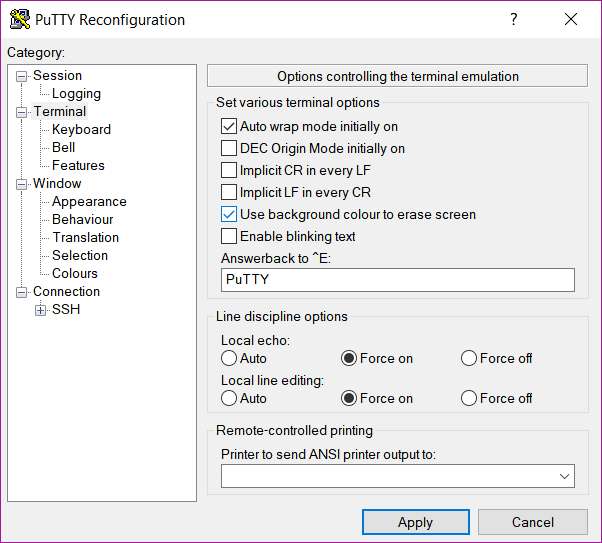 PuTTY Reconfiguration
Category:
Session
Logging
Terminal
Keyboard
Bell
Features
Window
Appearance
Behaviour
Translation
Selection
Colours
Connection
SSH
Options controlling the terminal emulation
Set various terminal options
Auto wrap mode initially on
DEC Origin Mode initially on
Implicit CR in every LF
Implicit LF in every CR
Use background colour to erase screen
Enable blinking text
Answerback to ^E:
PuTTY
Line discipline options
Local echo:
Auto Force on Force off
Local line editing:
Auto Force on Force off
Remote-controlled printing
Printer to send ANSI printer output to:
Apply Cancel